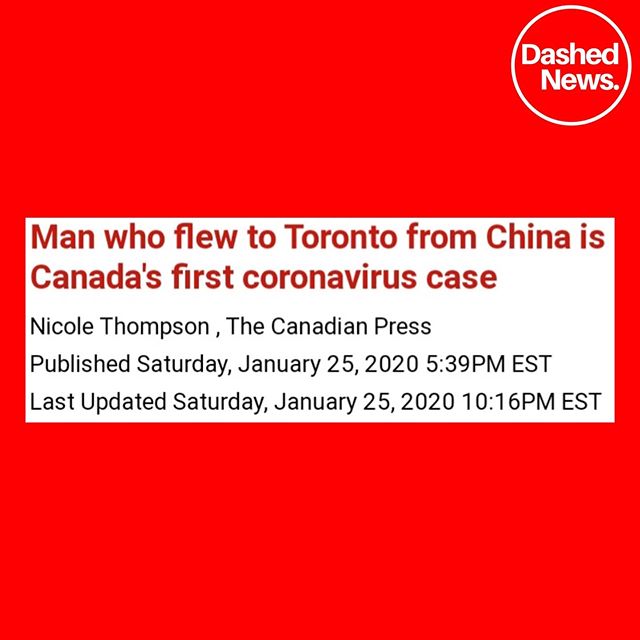 Dashed
News.
Man who flew to Toronto from China is
Canada's first coronavirus case
Nicole Thompson , The Canadian Press
Published Saturday, January 25, 2020 5:39PM EST
Last Updated Saturday, January 25, 2020 10:16PM EST